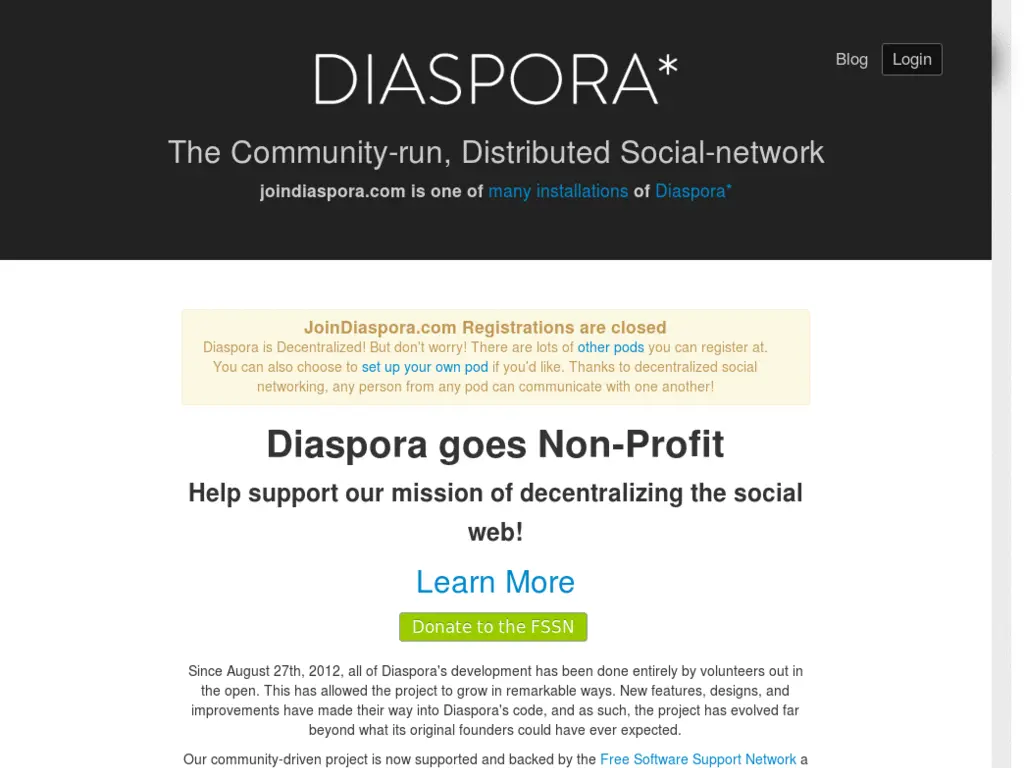 Blog
Login
DIASPORA*
The Community-run, Distributed Social-network
joindiaspora.com is one of many installations of Diaspora*
JoinDiaspora.com Registrations are closed
Diaspora is Decentralized! But don't worry! There are lots of other pods you can register at.
You can also choose to set up your own pod if you'd like. Thanks to decentralized social
networking, any person from any pod can communicate with one another!
Diaspora goes Non-Profit
Help support our mission of decentralizing the social
web!
Learn More
Donate to the FSSN
Since August 27th, 2012, all of Diaspora's development has been done entirely by volunteers out in
the open. This has allowed the project to grow in remarkable ways. New features, designs, and
improvements have made their way into Diaspora's code, and as such, the project has evolved far
beyond what its original founders could have ever expected.
Our community-driven project is now supported and backed by the Free Software Support Network a